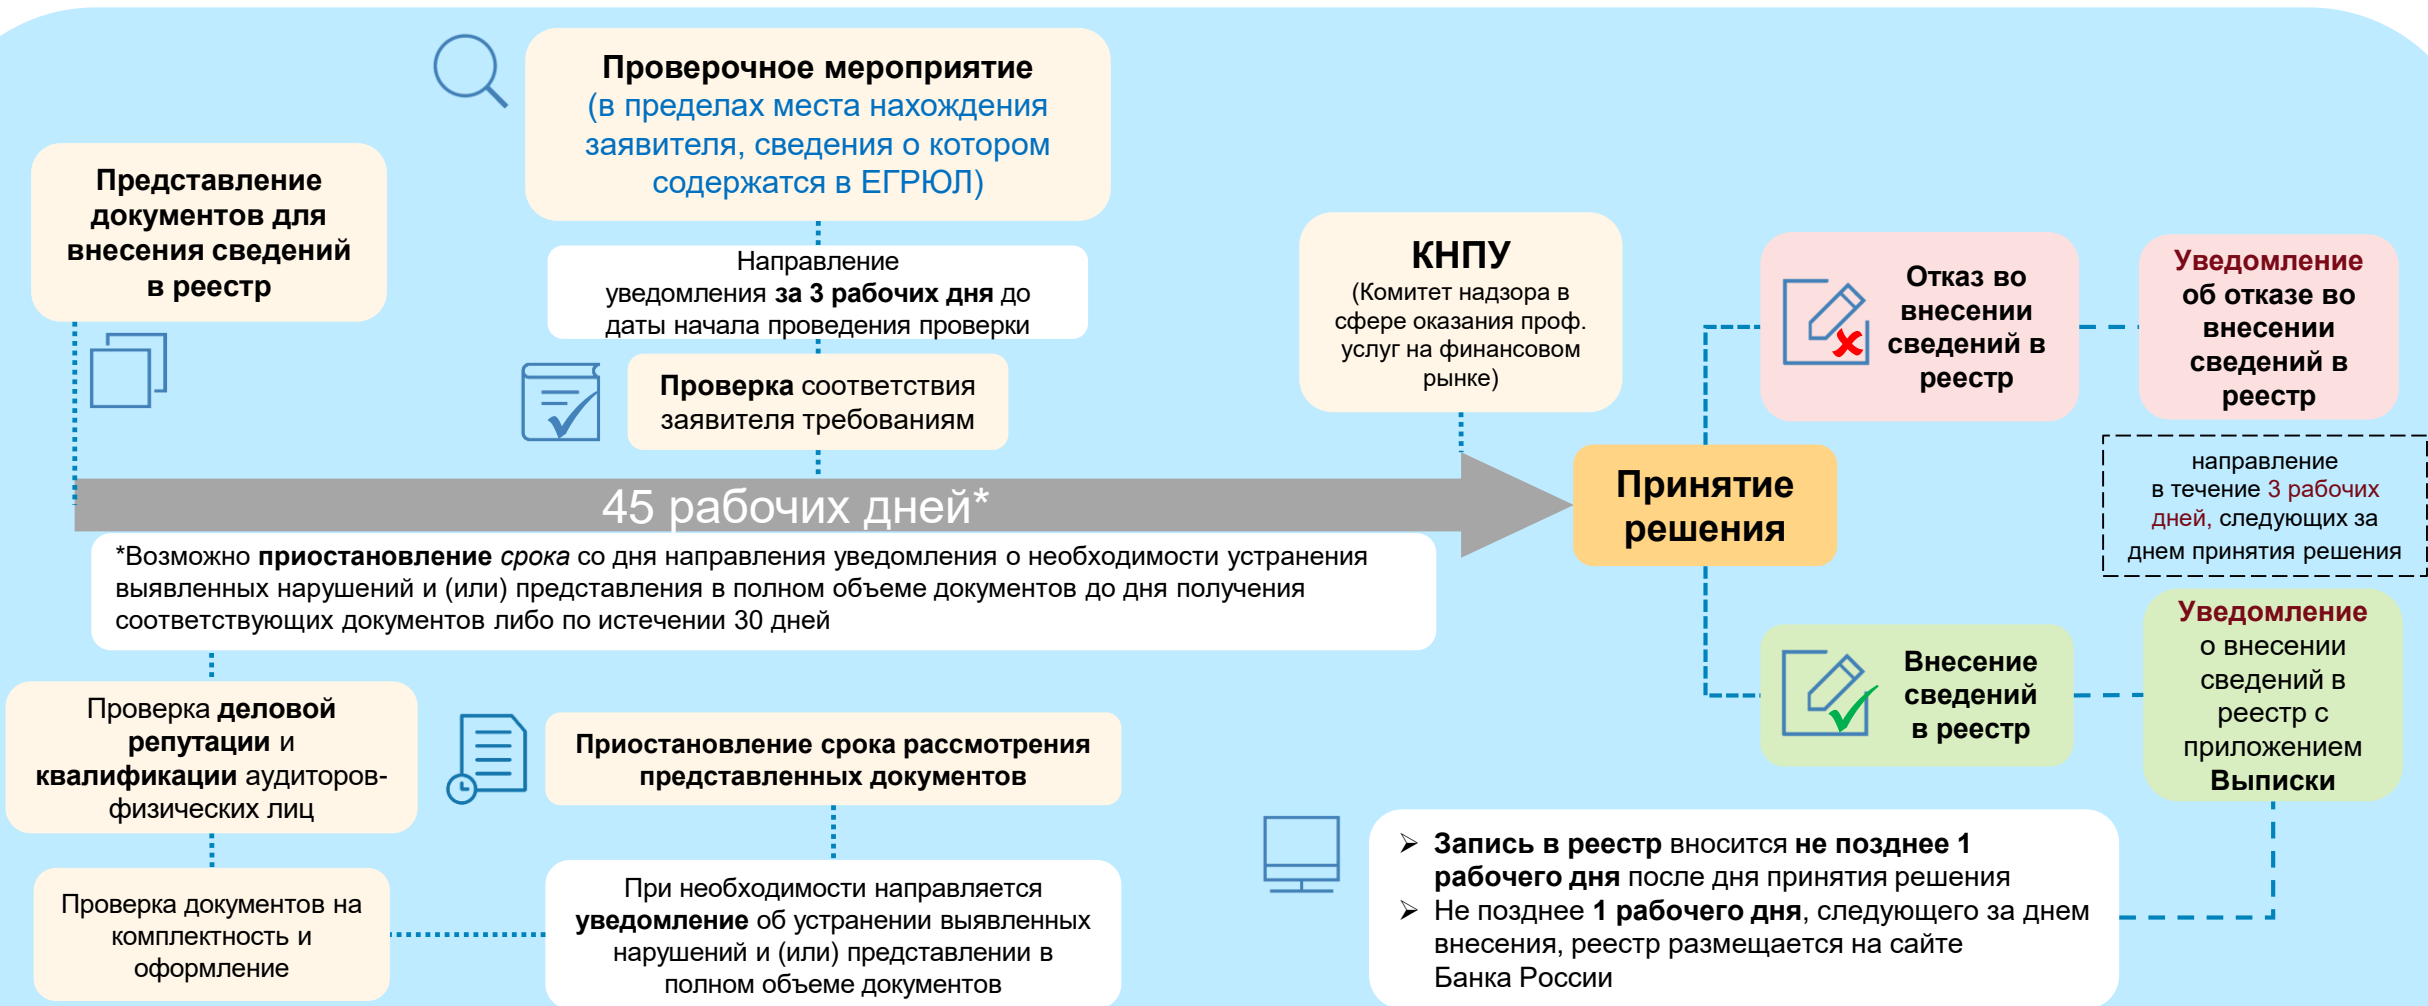 Проверочное мероприятие
(в пределах места нахождения
заявителя, сведения о котором
содержатся в ЕГРЮЛ)
Представление
документов для
внесения сведений
в реестр
Направление
уведомления за 3 рабочих дня до
даты начала проведения проверки
Проверка соответствия
заявителя требованиям
КНПУ
(Комитет надзора в
сфере оказания проф.
услуг на финансовом
рынке)
Отказ во
внесении
сведений в
реестр
Уведомление
об отказе во
внесении
сведений в
реестр
45 рабочих дней*
Принятие
решения
направление
в течение 3 рабочих
дней, следующих за
днем принятия решения
*Возможно приостановление срока со дня направления уведомления о необходимости устранения
выявленных нарушений и (или) представления в полном объеме документов до дня получения
соответствующих документов либо по истечении 30 дней
Внесение
сведений
в реестр
Уведомление
о внесении
сведений в
реестр с
приложением
Выписки
Проверка деловой
репутации и
квалификации аудиторов-
физических лиц
Приостановление срока рассмотрения
представленных документов
Проверка документов на
комплектность и
оформление
При необходимости направляется
уведомление об устранении выявленных
нарушений и (или) представлении в
полном объеме документов
➢ Запись в реестр вносится не позднее 1
рабочего дня после дня принятия решения
➢ Не позднее 1 рабочего дня, следующего за днем
внесения, реестр размещается на сайте
Банка России